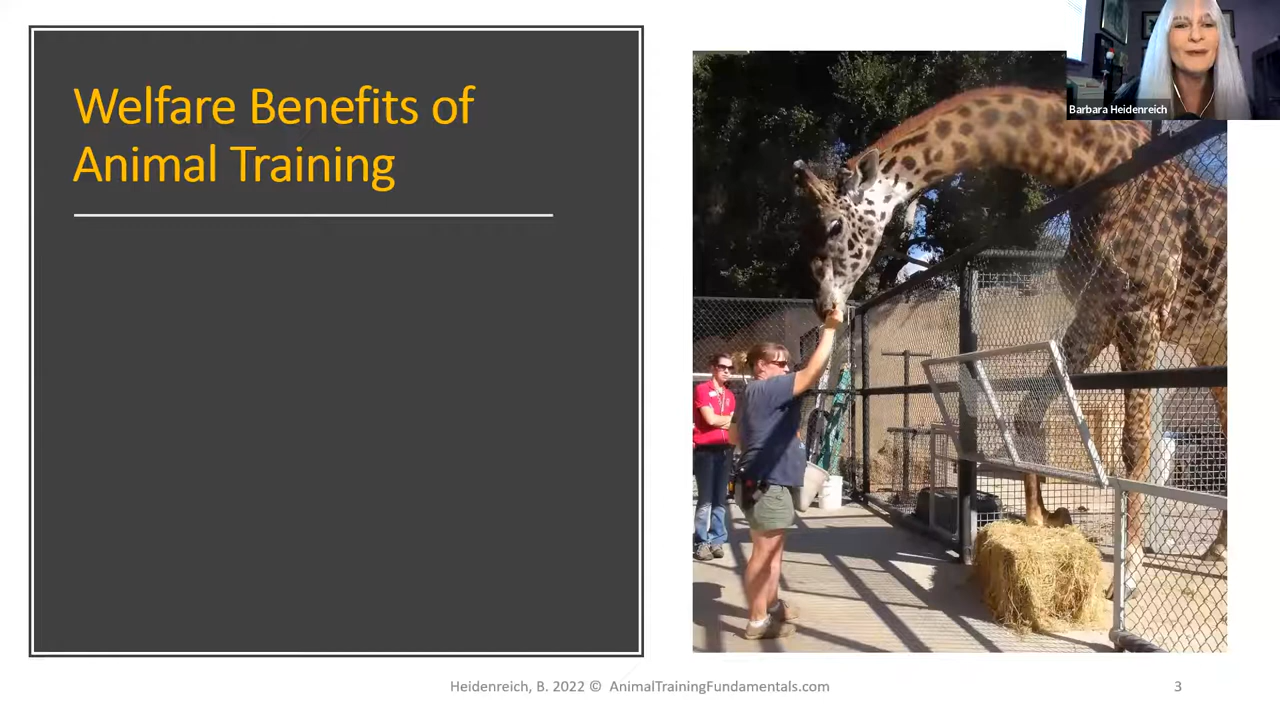 Welfare Benefits of
Animal Training
Barbara Heidenreich
Heidenreich, B. 2022 © AnimalTrainingFundamentals.com
3